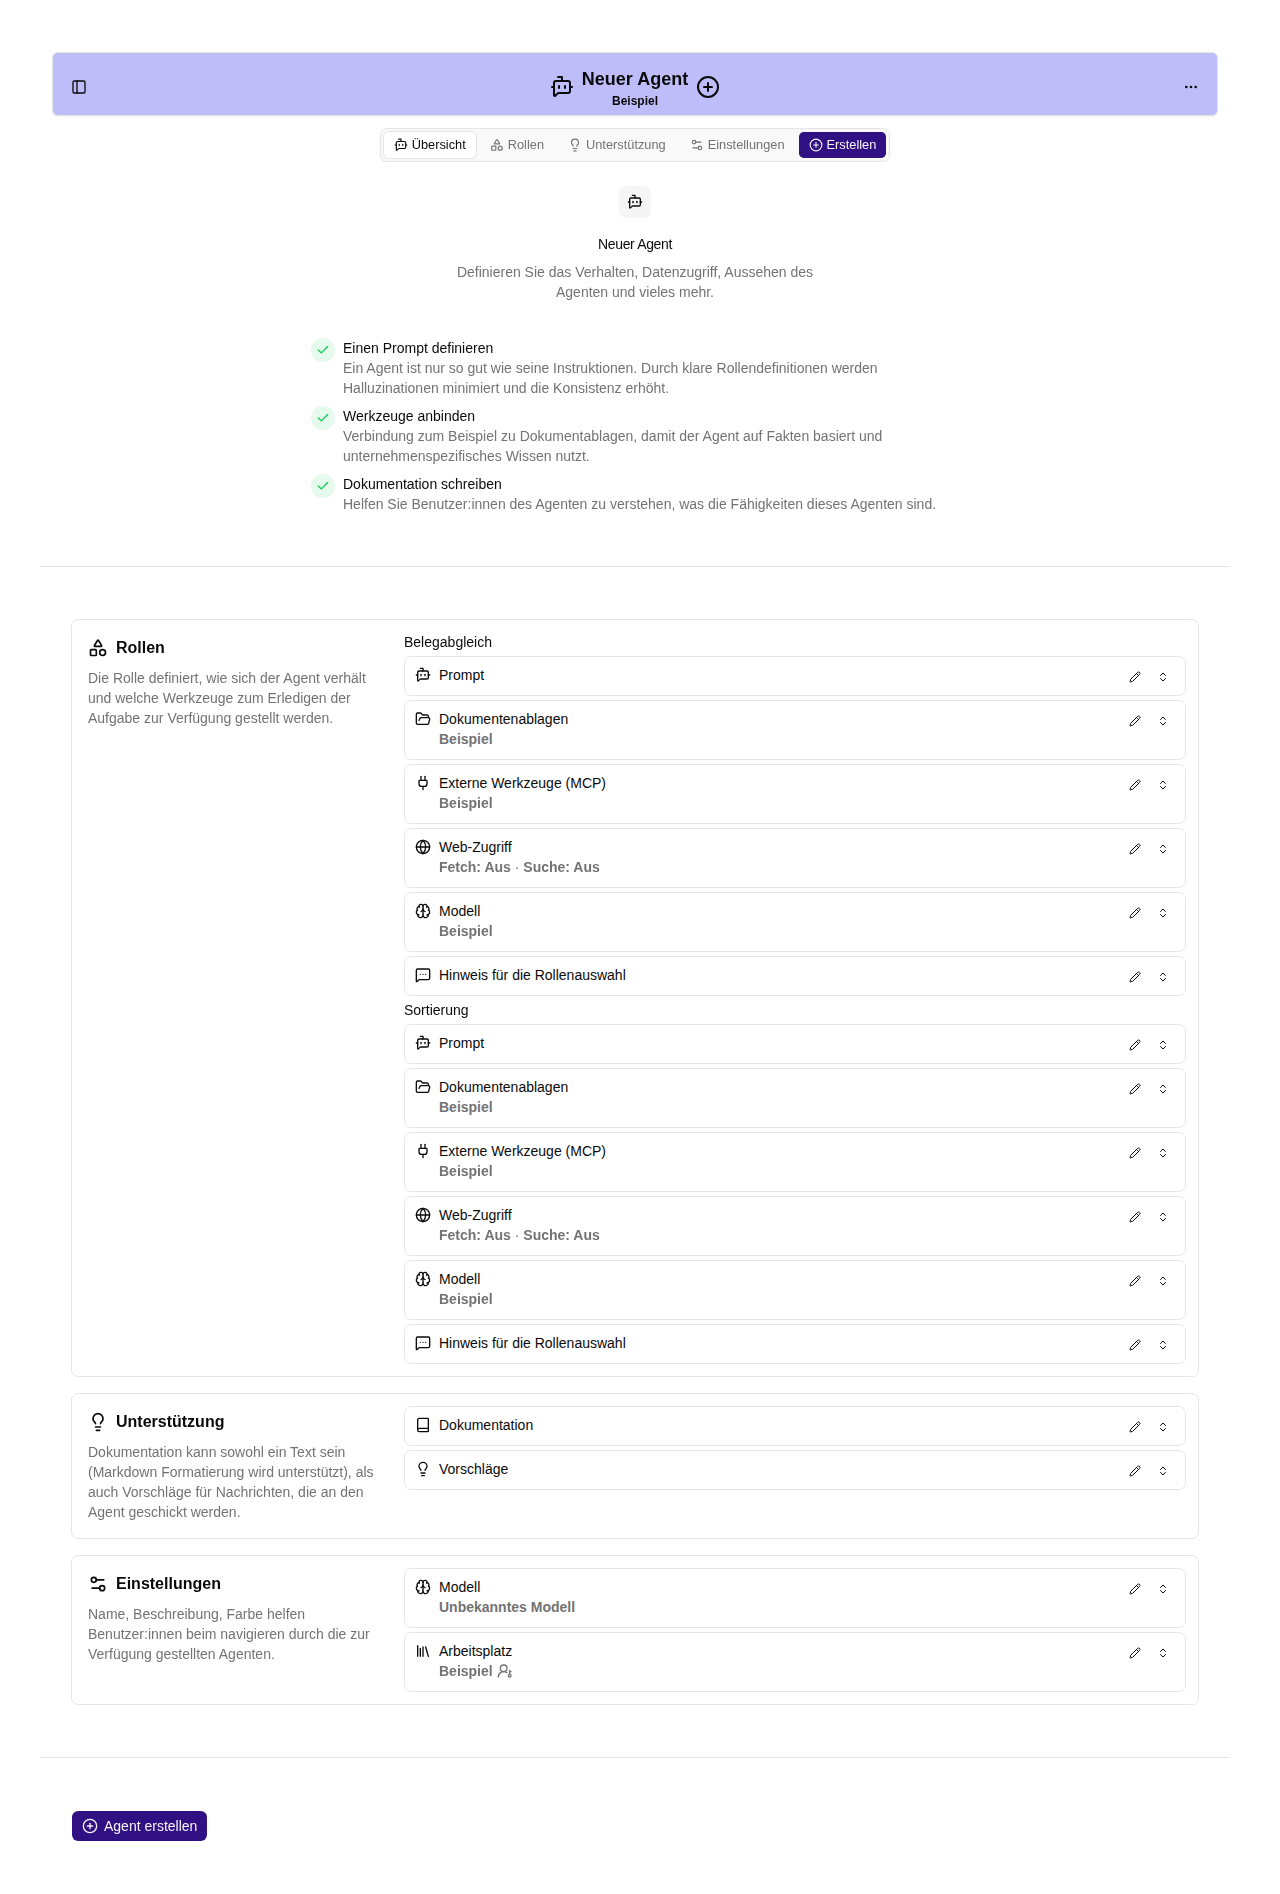 Neuer Agent
Beispiel
Übersicht
Rollen
Unterstützung
Einstellungen
Erstellen
Neuer Agent
Definieren Sie das Verhalten, Datenzugriff, Aussehen des
Agenten und vieles mehr.
Einen Prompt definieren
Ein Agent ist nur so gut wie seine Instruktionen. Durch klare Rollendefinitionen werden
Halluzinationen minimiert und die Konsistenz erhöht.
Werkzeuge anbinden
Verbindung zum Beispiel zu Dokumentablagen, damit der Agent auf Fakten basiert und
unternehmenspezifisches Wissen nutzt.
Dokumentation schreiben
Helfen Sie Benutzer:innen des Agenten zu verstehen, was die Fähigkeiten dieses Agenten sind.
Rollen
Die Rolle definiert, wie sich der Agent verhält
und welche Werkzeuge zum Erledigen der
Aufgabe zur Verfügung gestellt werden.
Belegabgleich
Prompt
Dokumentenablagen
Beispiel
Externe Werkzeuge (MCP)
Beispiel
Web-Zugriff
Fetch: Aus · Suche: Aus
Modell
Beispiel
Hinweis für die Rollenauswahl
Sortierung
Prompt
Dokumentenablagen
Beispiel
Externe Werkzeuge (MCP)
Beispiel
Web-Zugriff
Fetch: Aus · Suche: Aus
Modell
Beispiel
Hinweis für die Rollenauswahl
Unterstützung
Dokumentation kann sowohl ein Text sein
(Markdown Formatierung wird unterstützt), als
auch Vorschläge für Nachrichten, die an den
Agent geschickt werden.
Dokumentation
Vorschläge
Einstellungen
Name, Beschreibung, Farbe helfen
Benutzer:innen beim navigieren durch die zur
Verfügung gestellten Agenten.
Modell
Unbekanntes Modell
Arbeitsplatz
Beispiel
Agent erstellen